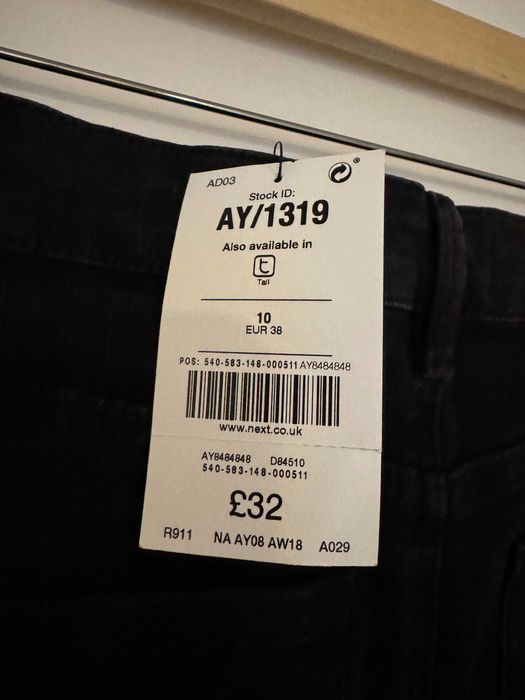 AD03
Stock ID:
AY/1319
Also available in
t
Tall
10
EUR 38
POS: 540-583-148-000511 AY8484848
www.next.co.uk
AY8484848 D84510
540-583-148-000511
£32
R911 NA AY08 AW18 A029